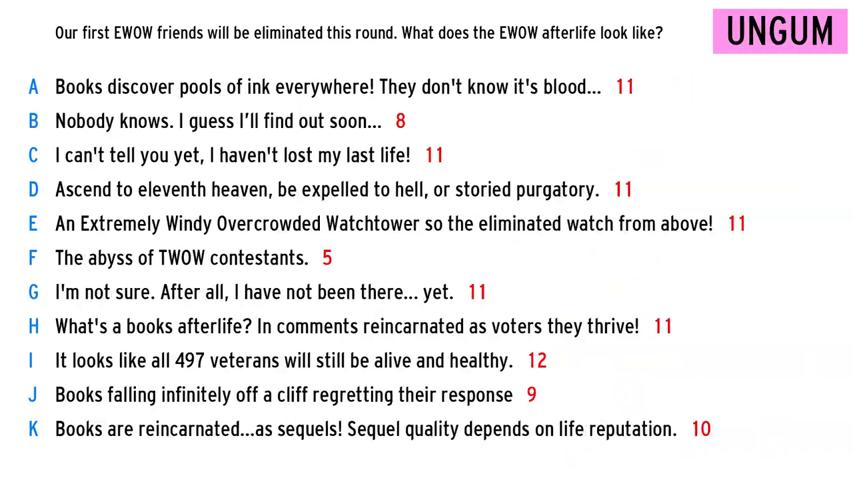 Our first EWOW friends will be eliminated this round. What does the EWOW afterlife look like?
UNGUM
A Books discover pools of ink everywhere! They don't know it's blood... 11
B Nobody knows. I guess I'll find out soon... 8
C I can't tell you yet, I haven't lost my last life! 11
D Ascend to eleventh heaven, be expelled to hell, or storied purgatory. 11
E An Extremely Windy Overcrowded Watchtower so the eliminated watch from above! 11
F The abyss of TWOW contestants. 5
G I'm not sure. After all, I have not been there... yet. 11
H What's a books afterlife? In comments reincarnated as voters they thrive! 11
I It looks like all 497 veterans will still be alive and healthy. 12
J Books falling infinitely off a cliff regretting their response 9
K Books are reincarnated...as sequels! Sequel quality depends on life reputation. 10